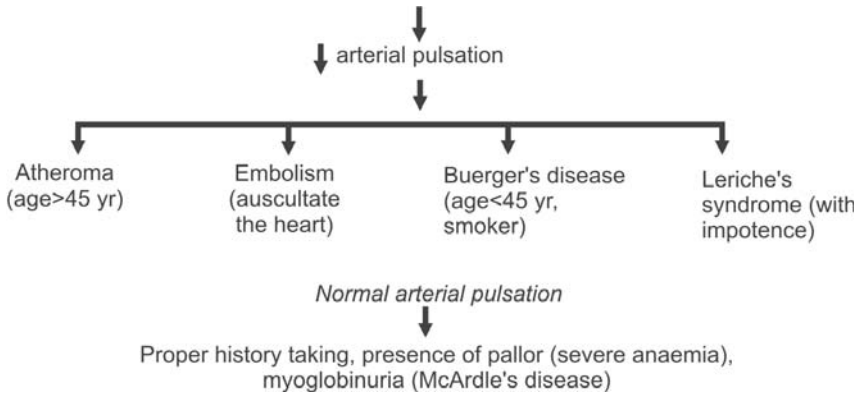 arterial pulsation
Atheroma
(age>45 yr)
Embolism
(auscultate
the heart)
Buerger's disease
(age<45 yr,
smoker)
Leriche's
syndrome (with
impotence)
Normal arterial pulsation
Proper history taking, presence of pallor (severe anaemia),
myoglobinuria (McArdle's disease)